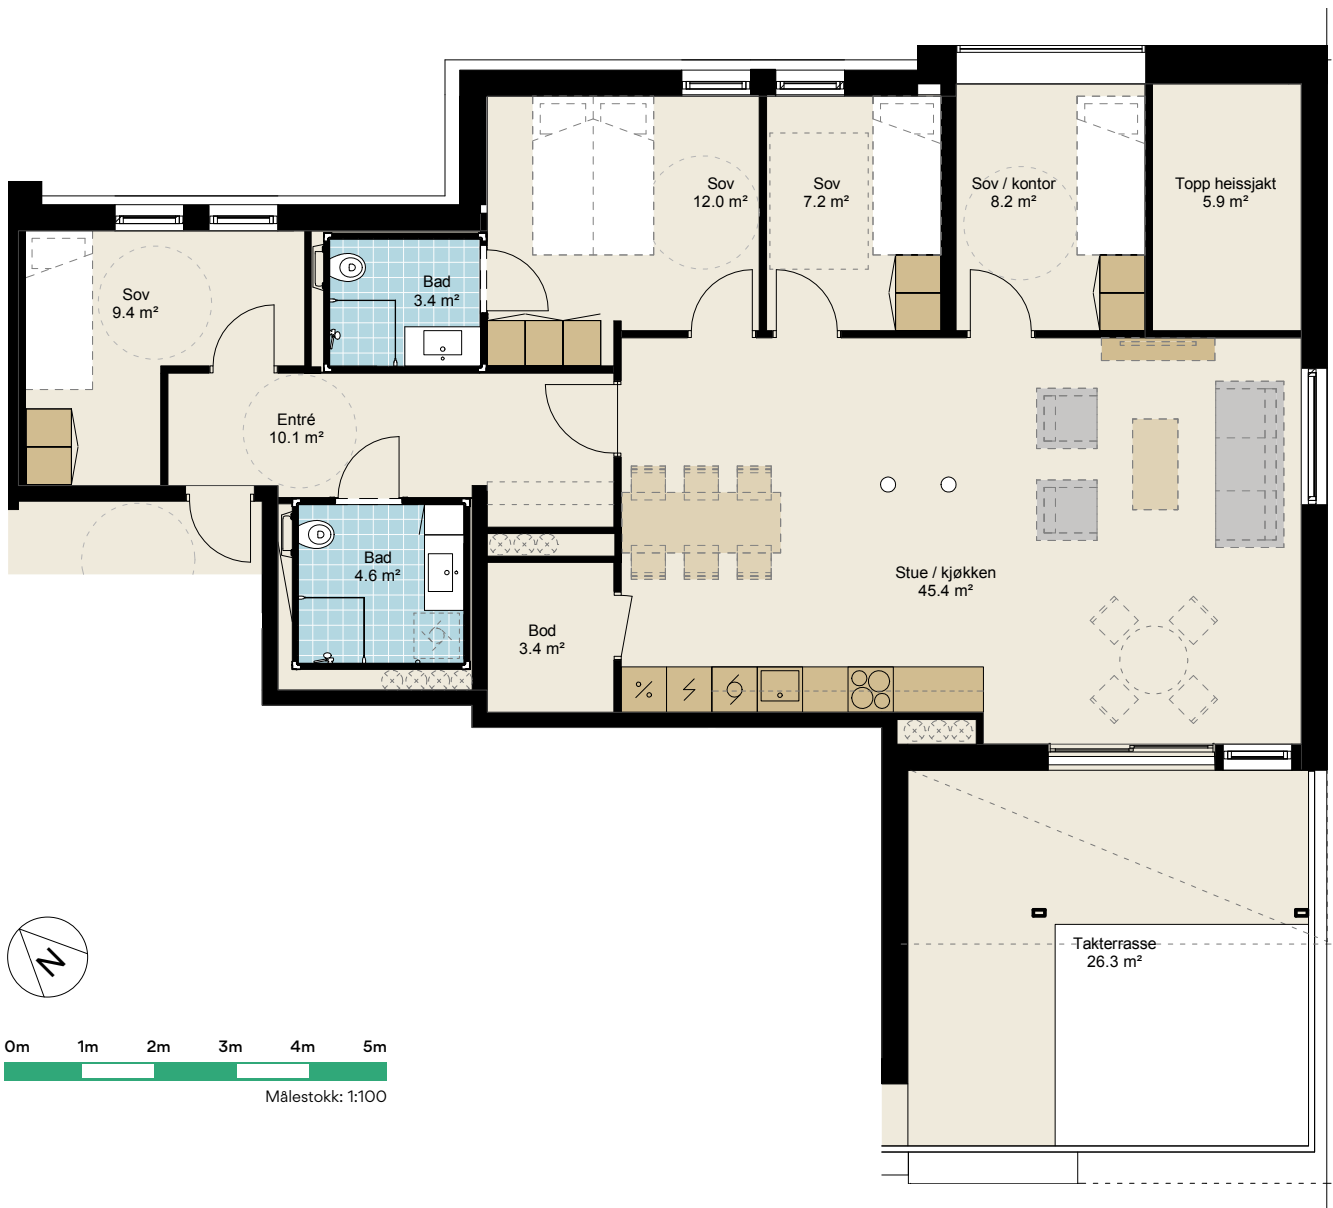 Sov
12.0 m²
Sov
7.2 m²
Sov / kontor
8.2 m²
Topp heissjakt
5.9 m²
Sov
9.4 m²
Bad
3.4 m²
Entré
10.1 m²
Bad
4.6 m²
Stue / kjøkken
45.4 m²
Bod
3.4 m²
%
Takterrasse
26.3 m²
N
0m 1m 2m 3m 4m 5m
Målestokk: 1:100